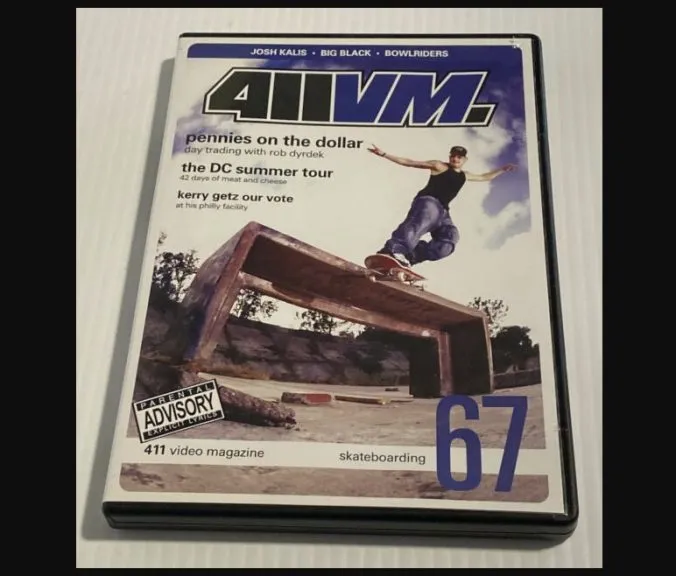 JOSH KALIS • BIG BLACK • BOWLRIDERS
411VM.
pennies on the dollar
day trading with rob dyrdek
the DC summer tour
42 days of meat and cheese
kerry getz our vote
at his philly facility
PARENTAL
ADVISORY
EXPLICIT LYRICS
411 video magazine
skateboarding 67